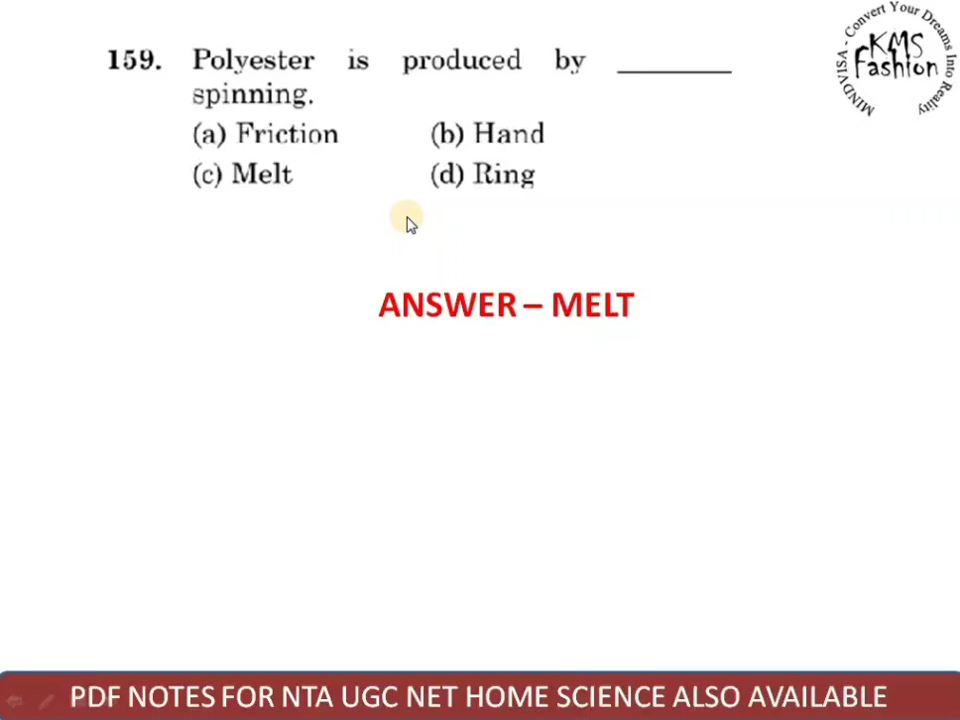 159. Polyester is produced by ________
spinning.
(a) Friction (b) Hand
(c) Melt (d) Ring
ANSWER – MELT
MINDVISA - Convert Your Dreams Into Reality
KMS
Fashion
PDF NOTES FOR NTA UGC NET HOME SCIENCE ALSO AVAILABLE